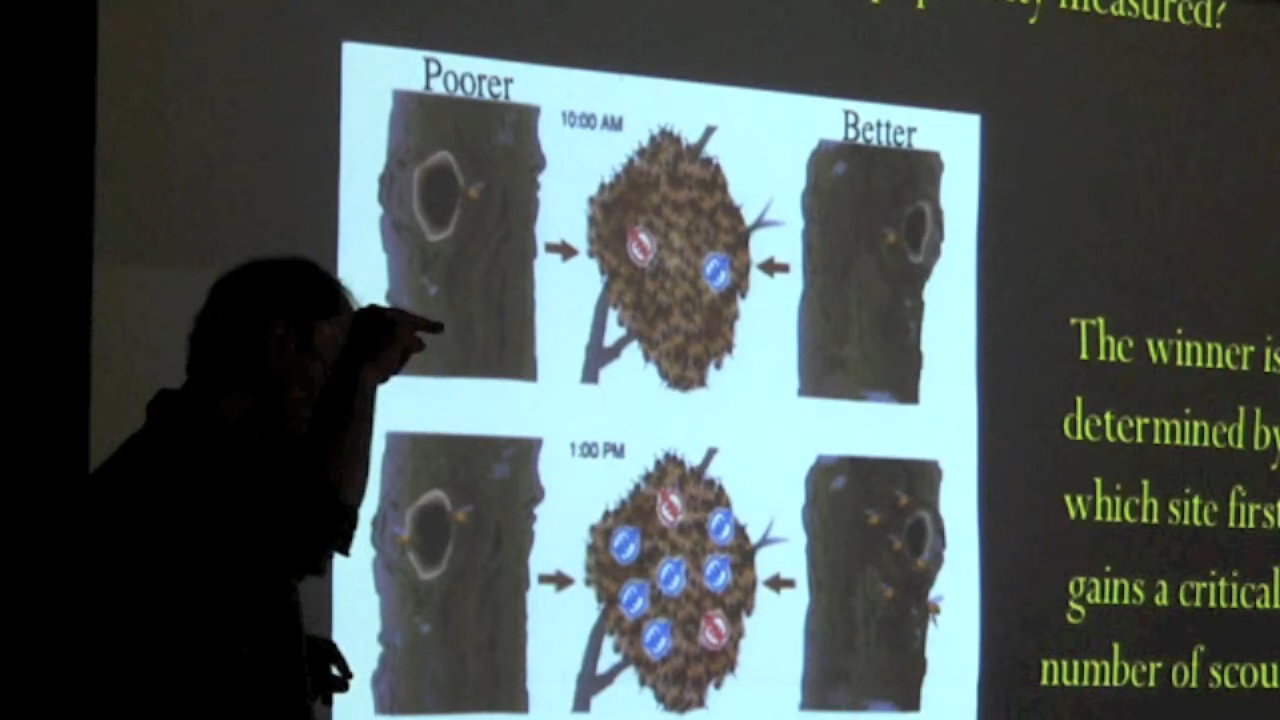 measured?
Poorer
10:00 AM
Better
1:00 PM
The winner is
determined by
which site first
gains a critical
number of scou